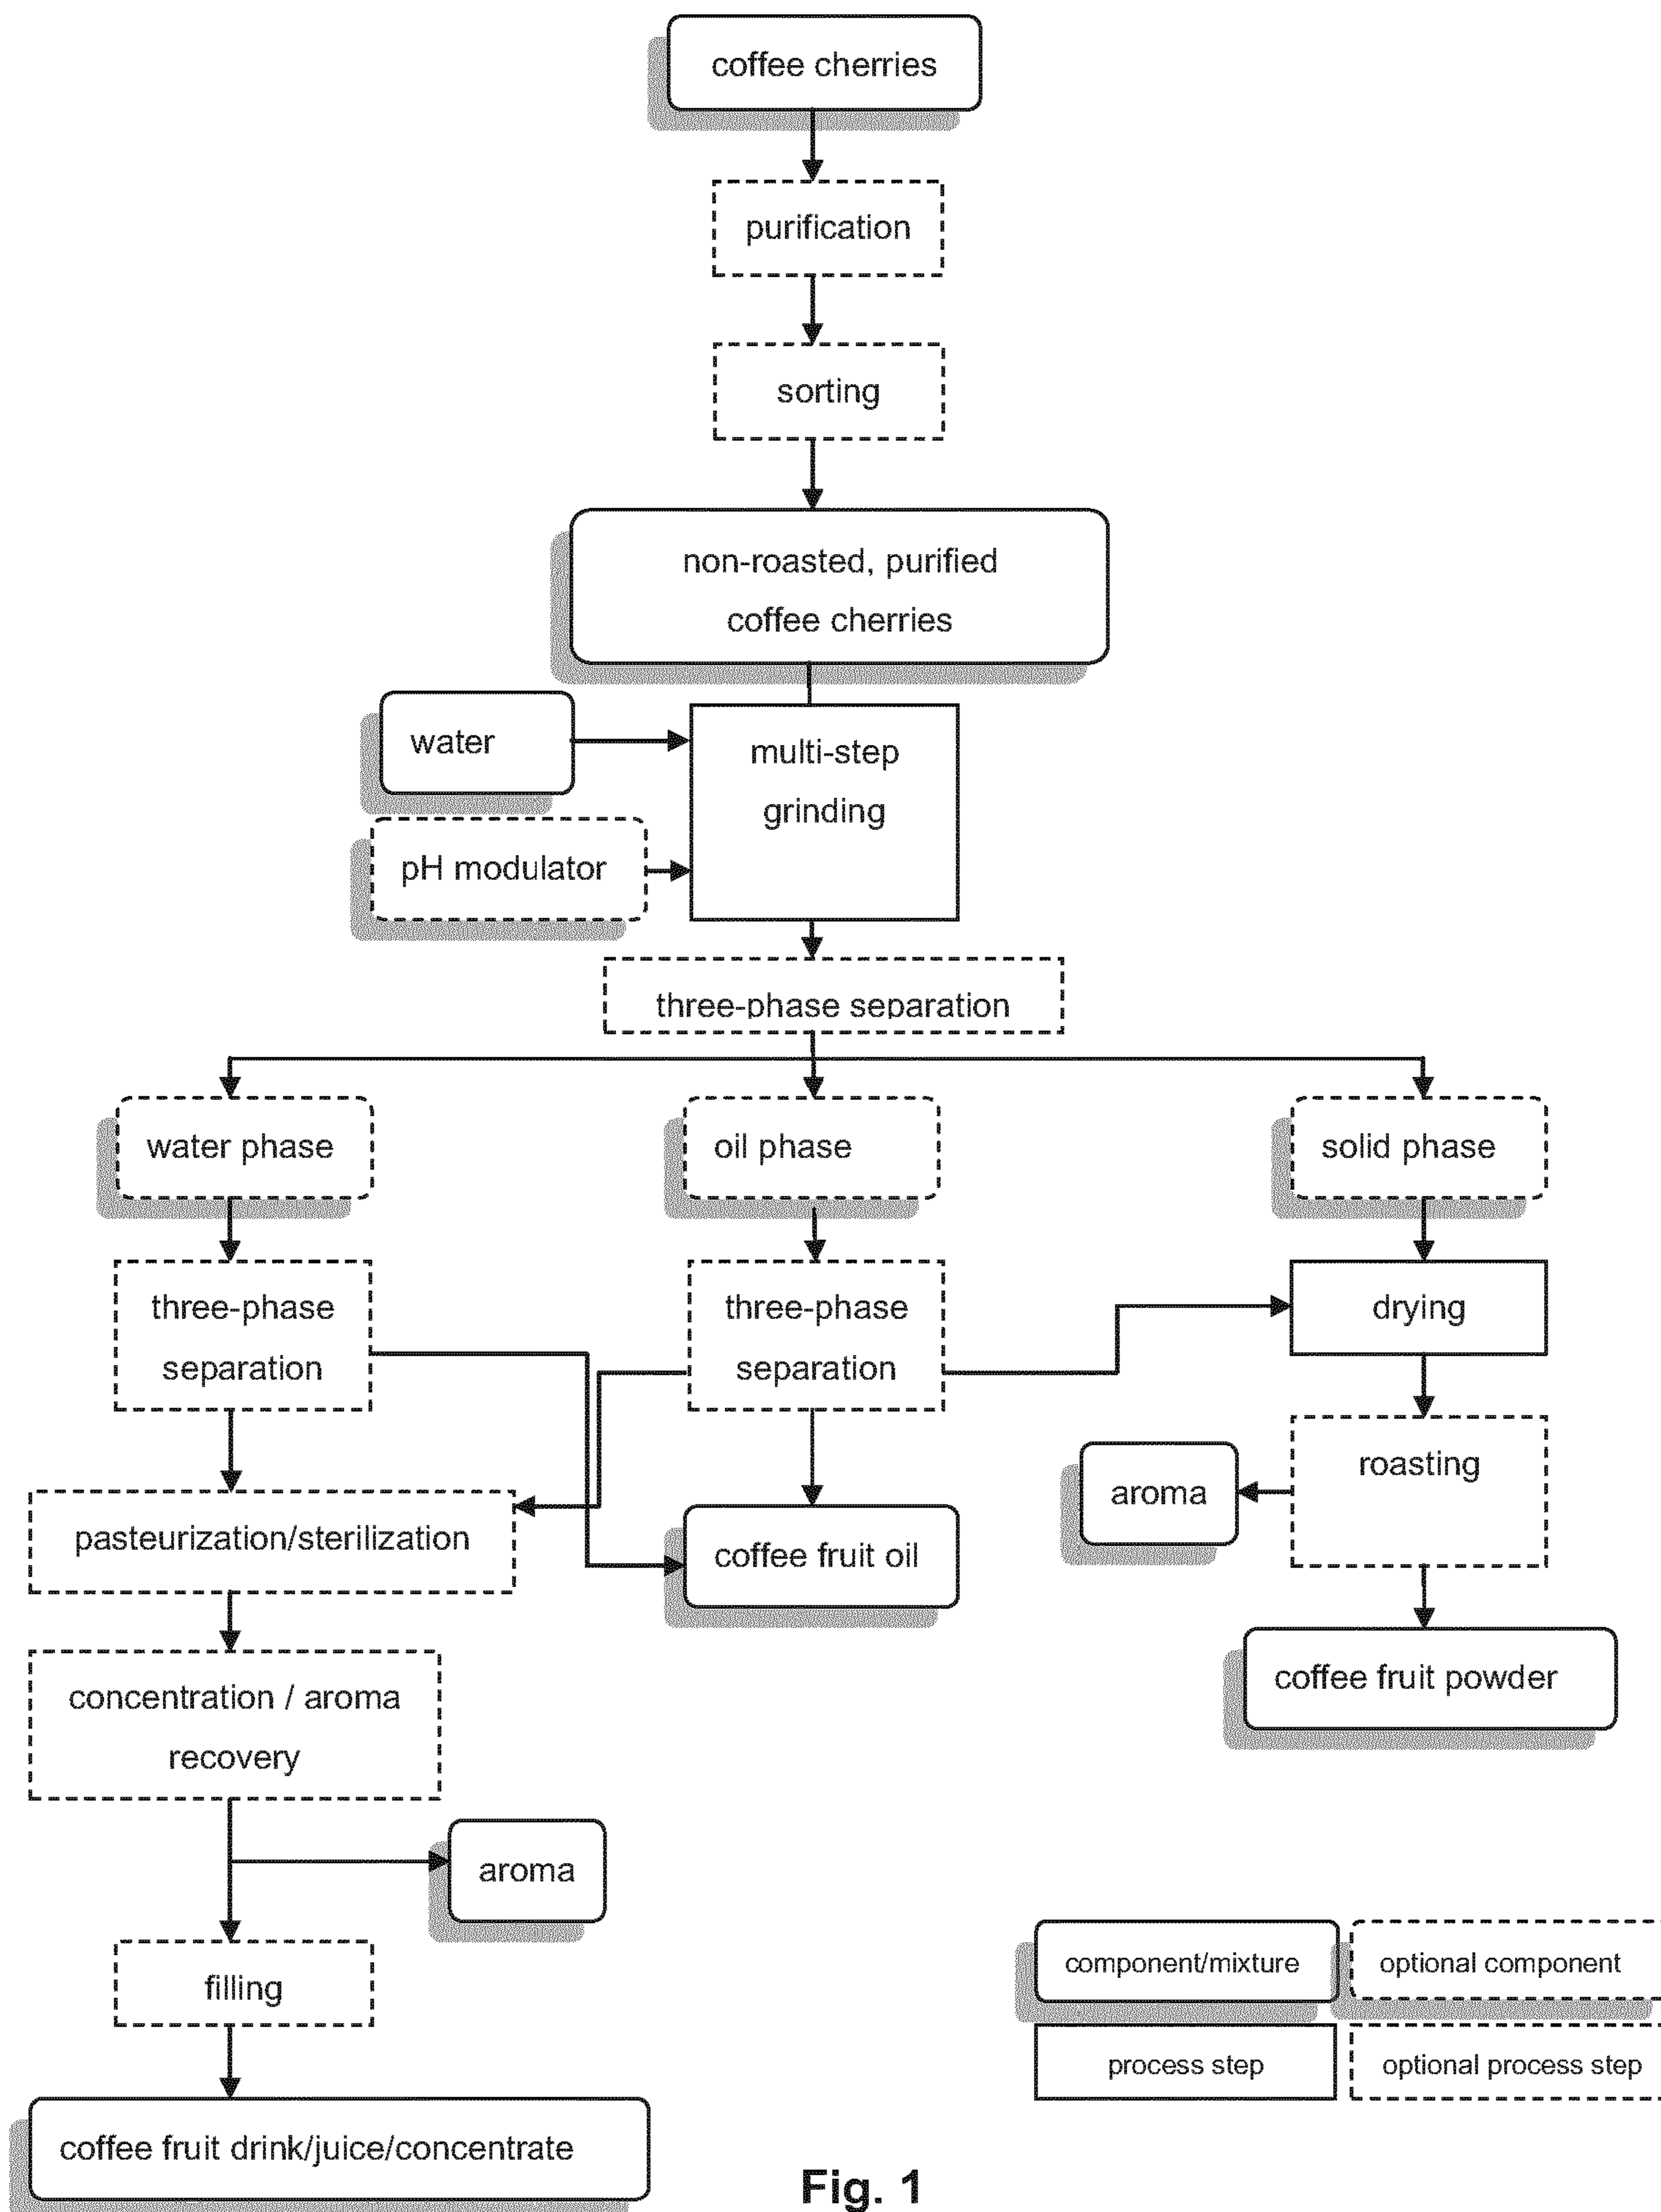 coffee cherries
purification
sorting
non-roasted, purified
coffee cherries
water
multi-step
grinding
pH modulator
three-phase separation
water phase
oil phase
solid phase
three-phase
separation
three-phase
separation
drying
roasting
aroma
pasteurization/sterilization
coffee fruit oil
coffee fruit powder
concentration / aroma
recovery
aroma
filling
component/mixture
optional component
process step
optional process step
coffee fruit drink/juice/concentrate
Fig. 1